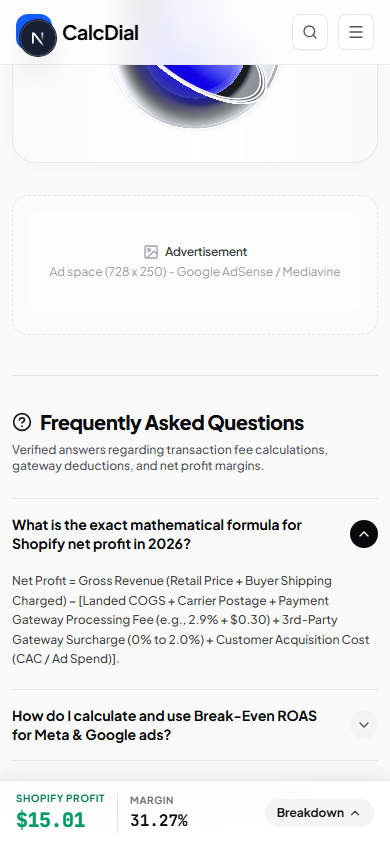 N CalcDial
Advertisement
Ad space (728 x 250) - Google AdSense / Mediavine
Frequently Asked Questions
Verified answers regarding transaction fee calculations,
gateway deductions, and net profit margins.
What is the exact mathematical formula for
Shopify net profit in 2026?
Net Profit = Gross Revenue (Retail Price + Buyer Shipping
Charged) − [Landed COGS + Carrier Postage + Payment
Gateway Processing Fee (e.g., 2.9% + $0.30) + 3rd-Party
Gateway Surcharge (0% to 2.0%) + Customer Acquisition Cost
(CAC / Ad Spend)].
How do I calculate and use Break-Even ROAS
for Meta & Google ads?
SHOPIFY PROFIT
$15.01
MARGIN
31.27%
Breakdown